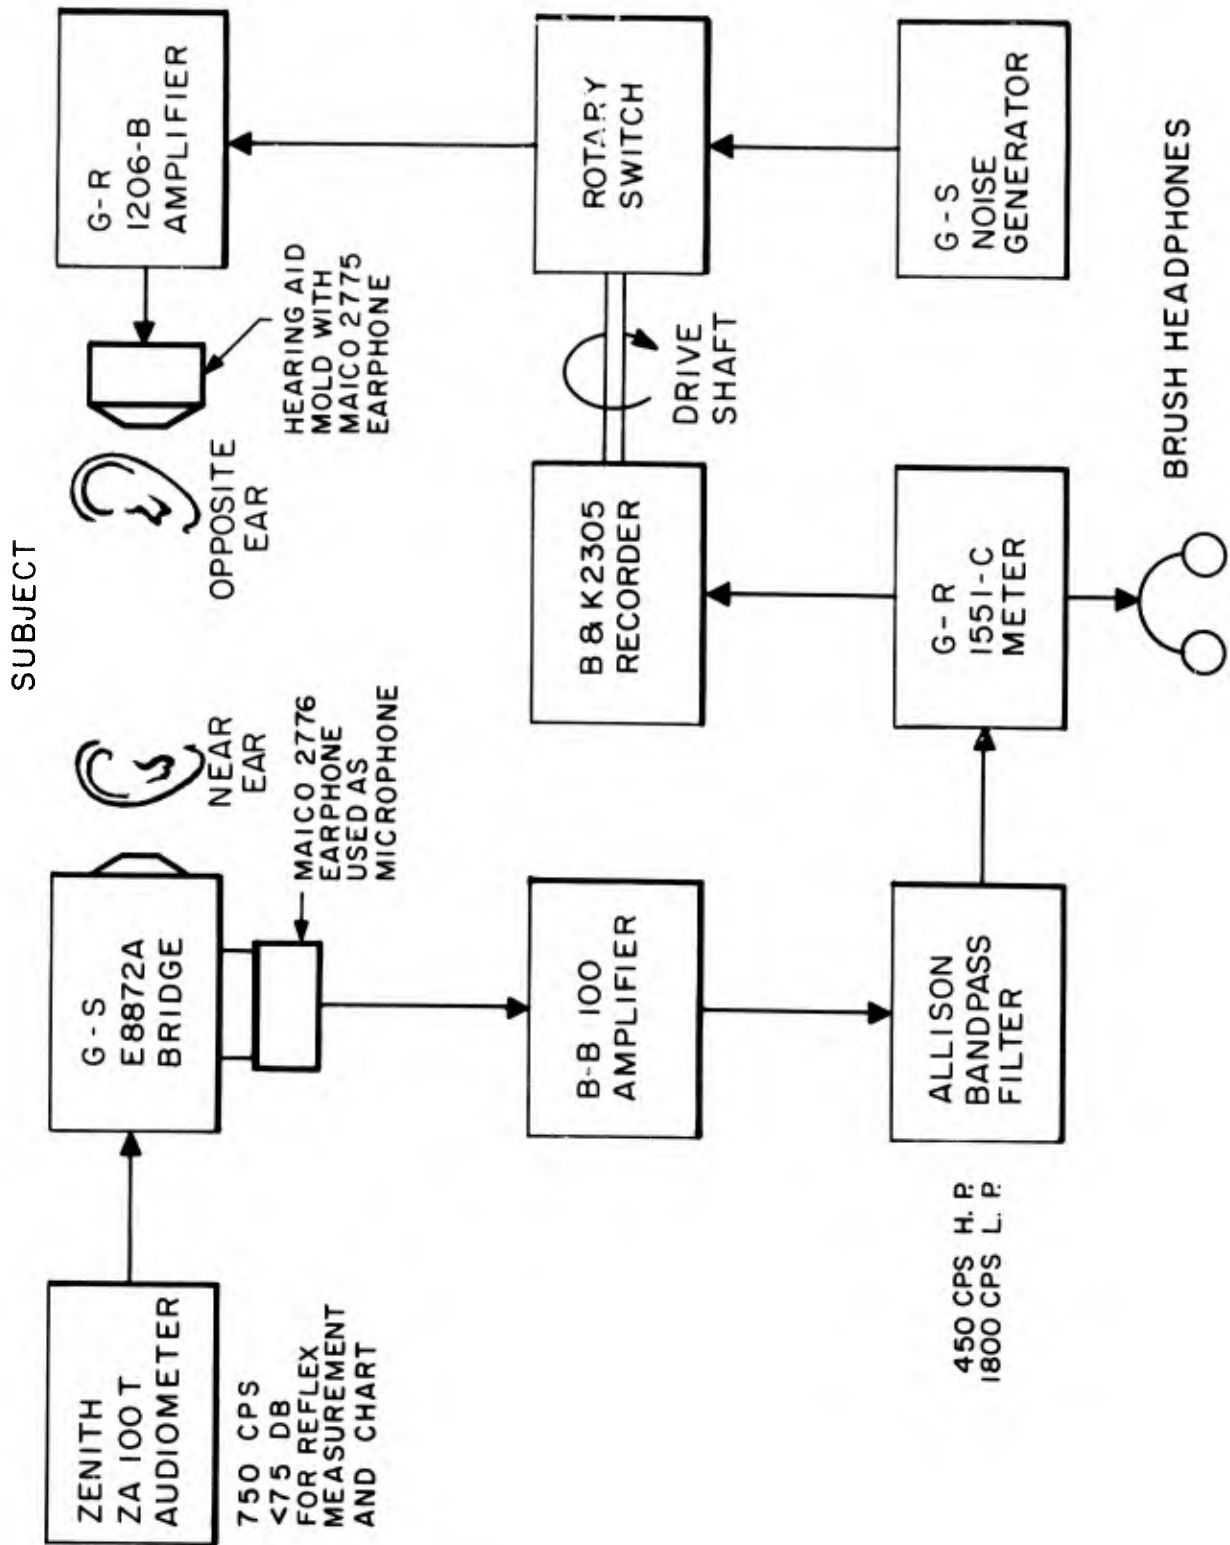 SUBJECT
ZENITH
ZA 100 T
AUDIOMETER
750 CPS
<75 DB
FOR REFLEX
MEASUREMENT
AND CHART
G-S
E8872A
BRIDGE
NEAR
EAR
MAICO 2776
EARPHONE
USED AS
MICROPHONE
OPPOSITE
EAR
HEARING AID
MOLD WITH
MAICO 2775
EARPHONE
G-R
1206-B
AMPLIFIER
B-B 100
AMPLIFIER
B & K 2305
RECORDER
DRIVE
SHAFT
ROTARY
SWITCH
450 CPS H. P.
1800 CPS L. P.
ALLISON
BANDPASS
FILTER
G-R
1551-C
METER
G-S
NOISE
GENERATOR
BRUSH HEADPHONES